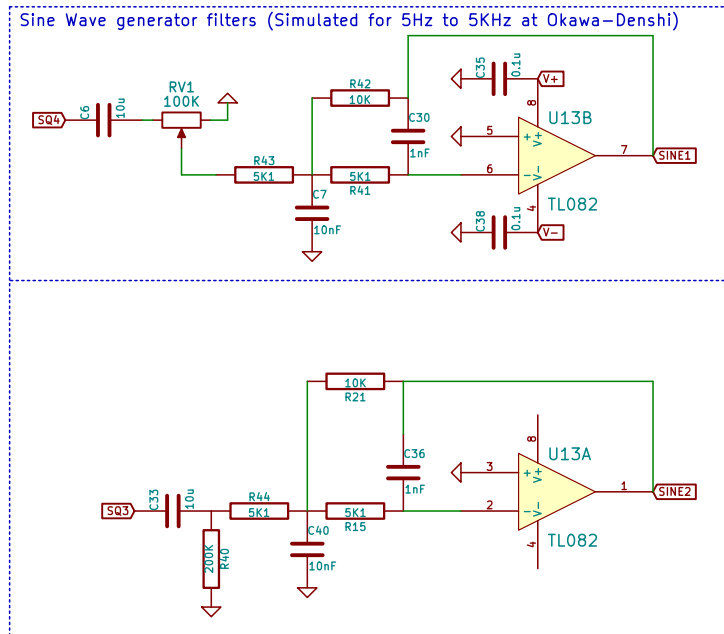 Sine Wave generator filters (Simulated for 5Hz to 5KHz at Okawa-Denshi)
C35
0.1u
V+
R42
10K
RV1
100K
C6
10u
SQ4
C30
1nF
8
U13B
5
+
V+
7
SINE1
R43
5K1
5K1
R41
6
-
V-
C7
10nF
4
TL082
C38
0.1u
V-
10K
R21
8
U13A
C36
1nF
3
+
V+
1
SINE2
C33
10u
SQ3
R44
5K1
5K1
R15
2
-
V-
C40
10nF
4
TL082
200K
R40